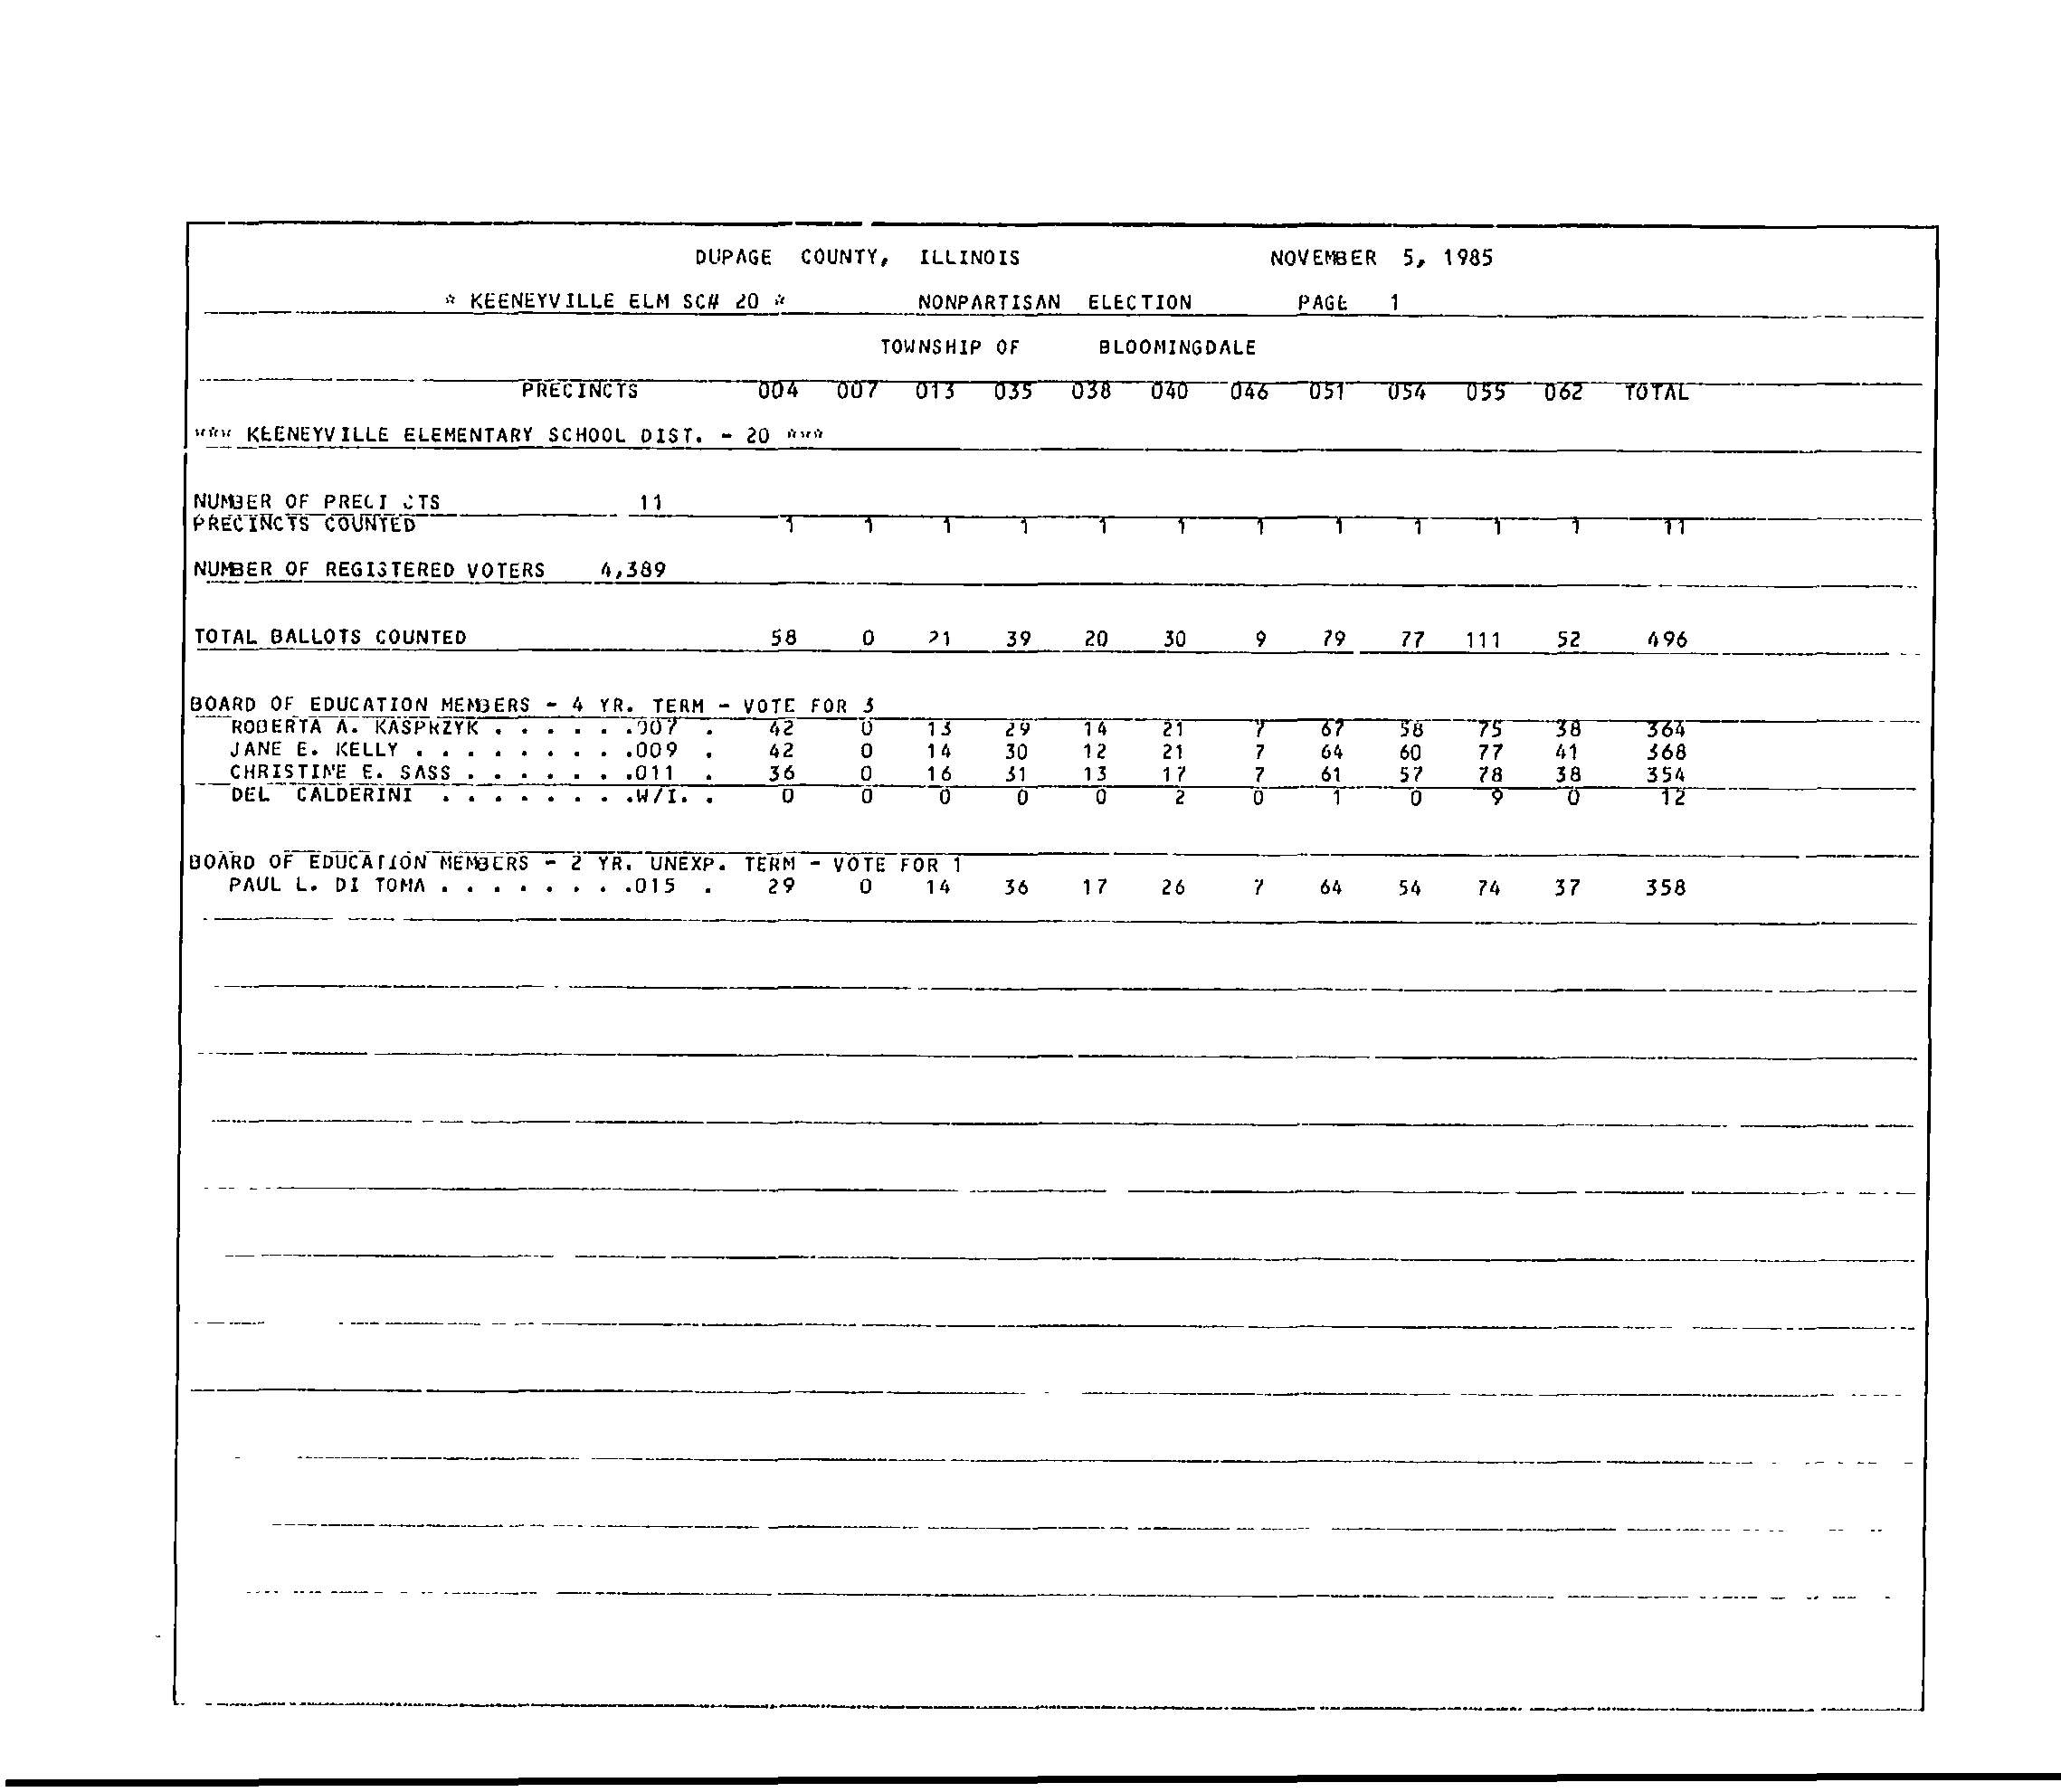 DUPAGE COUNTY, ILLINOIS NOVEMBER 5, 1985
* KEENEYVILLE ELM SC# 20 * NONPARTISAN ELECTION PAGE 1
TOWNSHIP OF BLOOMINGDALE
PRECINCTS 004 007 013 035 038 040 046 051 054 055 062 TOTAL
*** KEENEYVILLE ELEMENTARY SCHOOL DIST. - 20 ***
NUMBER OF PRECI CTS 11
PRECINCTS COUNTED 1 1 1 1 1 1 1 1 1 1 1 11
NUMBER OF REGISTERED VOTERS 4,389
TOTAL BALLOTS COUNTED 58 0 21 39 20 30 9 79 77 111 52 496
BOARD OF EDUCATION MEMBERS - 4 YR. TERM - VOTE FOR 3
ROBERTA A. KASPRZYK . . . . . .007 . 42 0 13 29 14 21 7 67 58 75 38 364
JANE E. KELLY . . . . . . . . .009 . 42 0 14 30 12 21 7 64 60 77 41 368
CHRISTINE E. SASS . . . . . . .011 . 36 0 16 31 13 17 7 61 57 78 38 354
DEL CALDERINI . . . . . . . .W/I. . 0 0 0 0 0 2 0 1 0 9 0 12
BOARD OF EDUCATION MEMBERS - 2 YR. UNEXP. TERM - VOTE FOR 1
PAUL L. DI TOMA . . . . . . . .015 . 29 0 14 36 17 26 7 64 54 74 37 358